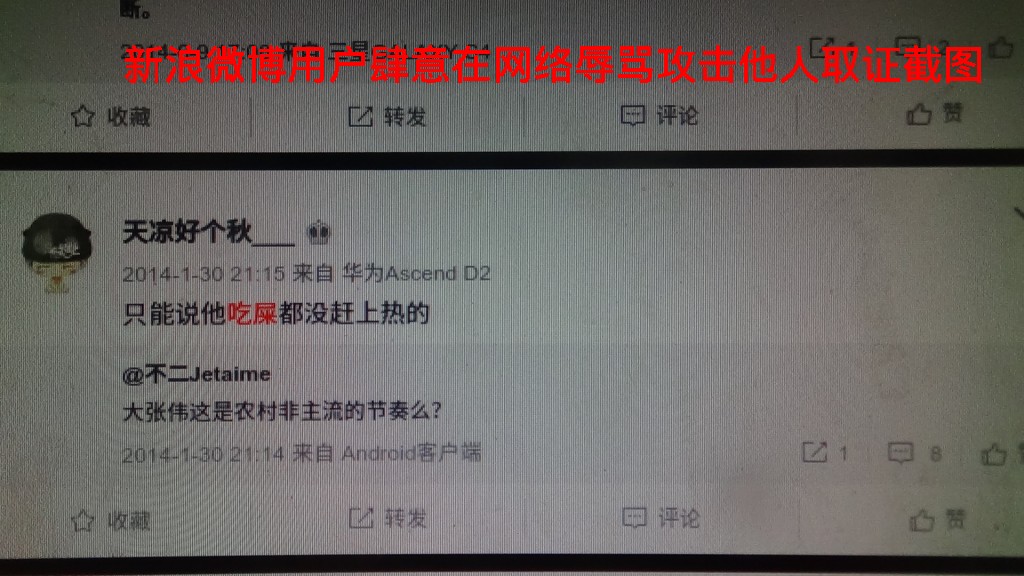 断。
新浪微博用户肆意在网络辱骂攻击他人取证截图
收藏 转发 评论 赞
天凉好个秋___
2014-1-30 21:15 来自 华为Ascend D2
只能说他吃屎都没赶上热的
@不二Jetaime
大张伟这是农村非主流的节奏么？
2014-1-30 21:14 来自 Android客户端 1 8
收藏 转发 评论 赞